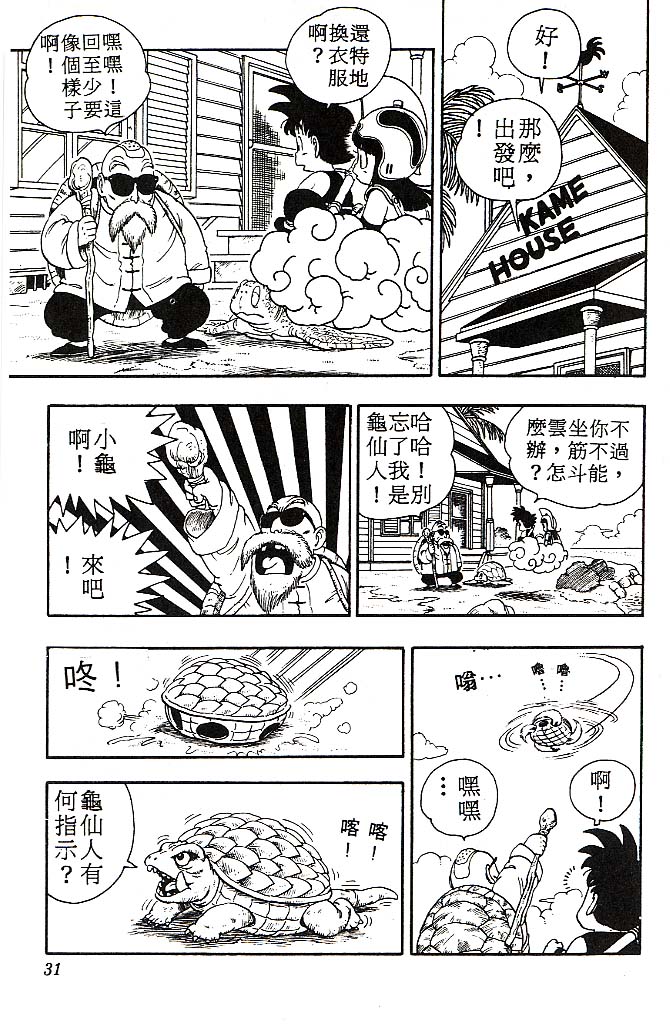 好！
那麼，
出發吧
！
KAME
HOUSE
還特地
換衣服
啊？
嘿嘿！這
回至少要
像個樣子
啊！
不過
你不能
坐筋斗
雲，怎
麼辦？
哈哈！別
忘了我是
龜仙人！
小龜
啊！
來吧
！
嚕嚕……
嗡…
啊！
嘿嘿
…
咚！
喀！
喀！
龜仙人有
何指示？
31